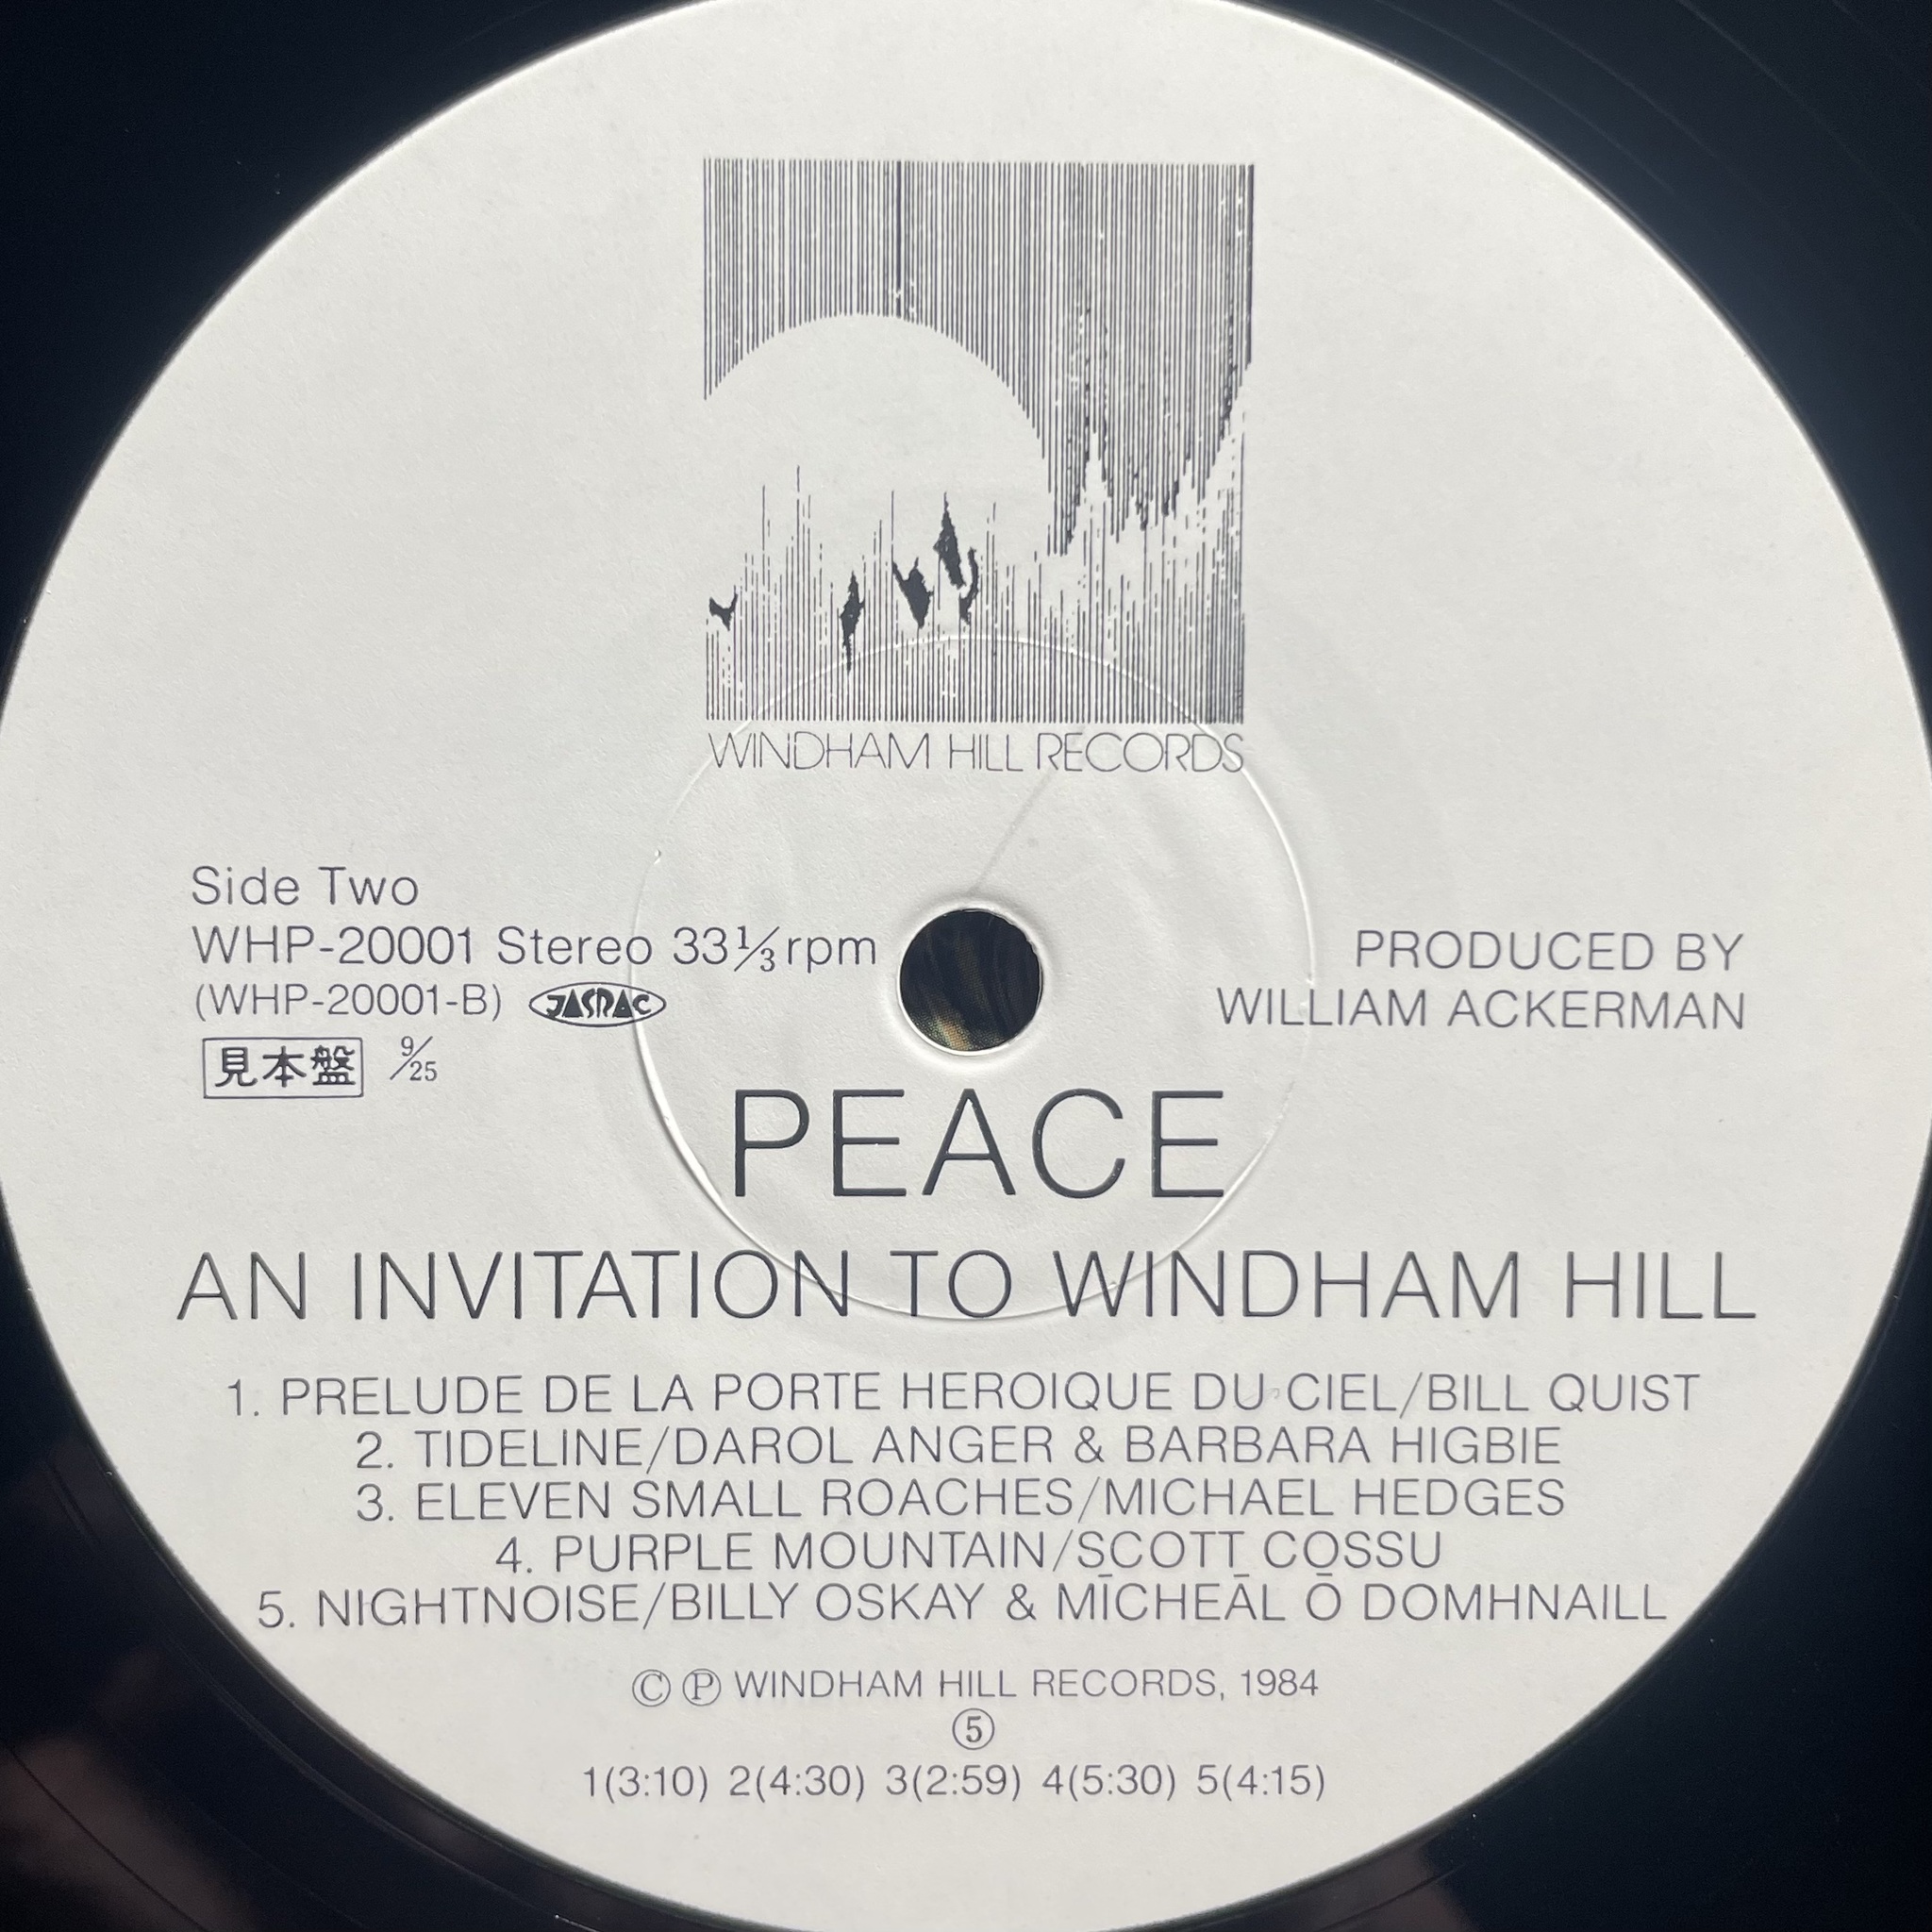 WINDHAM HILL RECORDS
Side Two
WHP-20001 Stereo 33⅓rpm
(WHP-20001-B) JASRAC
見本盤 9/25
PRODUCED BY
WILLIAM ACKERMAN
PEACE
AN INVITATION TO WINDHAM HILL
1. PRELUDE DE LA PORTE HEROIQUE DU CIEL/BILL QUIST
2. TIDELINE/DAROL ANGER & BARBARA HIGBIE
3. ELEVEN SMALL ROACHES/MICHAEL HEDGES
4. PURPLE MOUNTAIN/SCOTT COSSU
5. NIGHTNOISE/BILLY OSKAY & MĪCHEĀL Ō DOMHNAILL
Ⓒ Ⓟ WINDHAM HILL RECORDS, 1984
⑤
1(3:10) 2(4:30) 3(2:59) 4(5:30) 5(4:15)